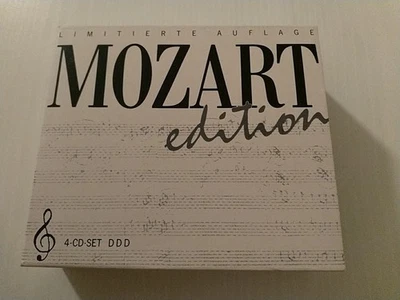 LIMITIERTE AUFLAGE
MOZART
edition
4-CD-SET DDD